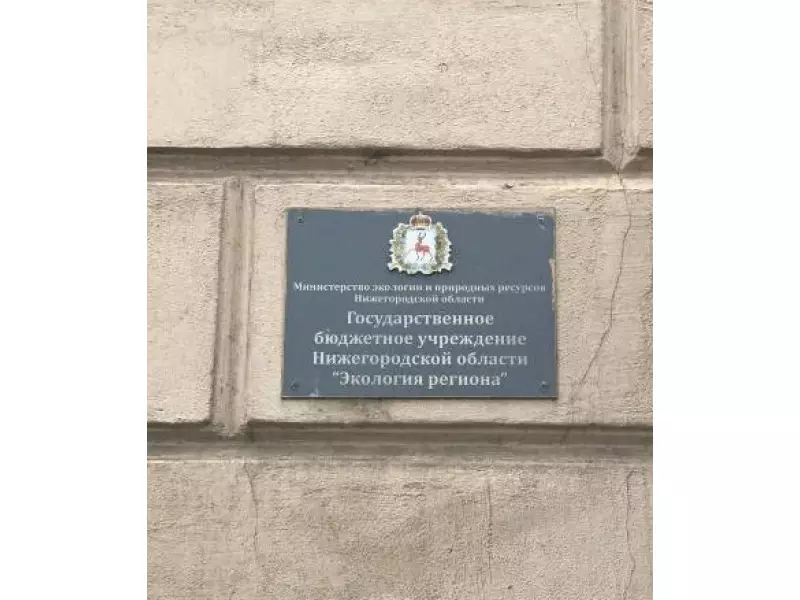 Министерство экологии и природных ресурсов
Нижегородской области
Государственное
бюджетное учреждение
Нижегородской области
"Экология региона"